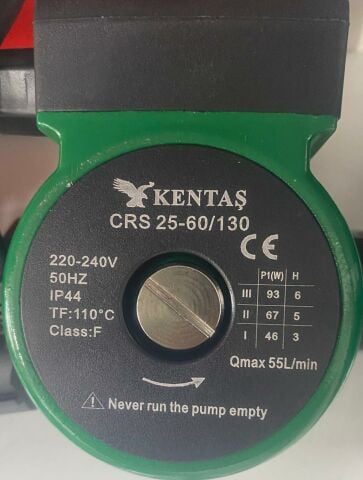 KENTAŞ
CRS 25-60/130
CE
220-240V
50HZ
IP44
TF:110°C
Class:F
P1(W) H
III 93 6
II 67 5
I 46 3
Qmax 55L/min
Never run the pump empty